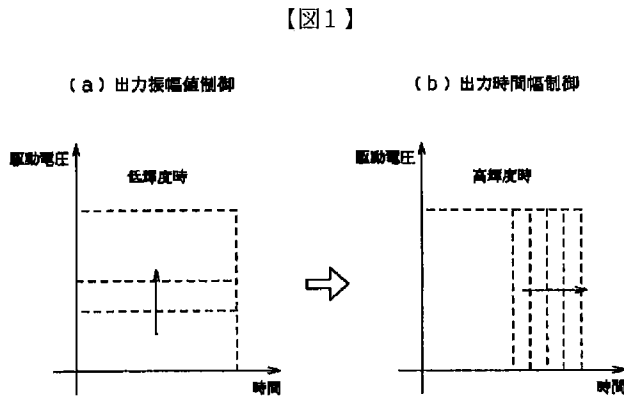 【図1】
(a)出力振幅値制御
(b)出力時間幅制御
駆動電圧
低輝度時
時間
駆動電圧
高輝度時
時間